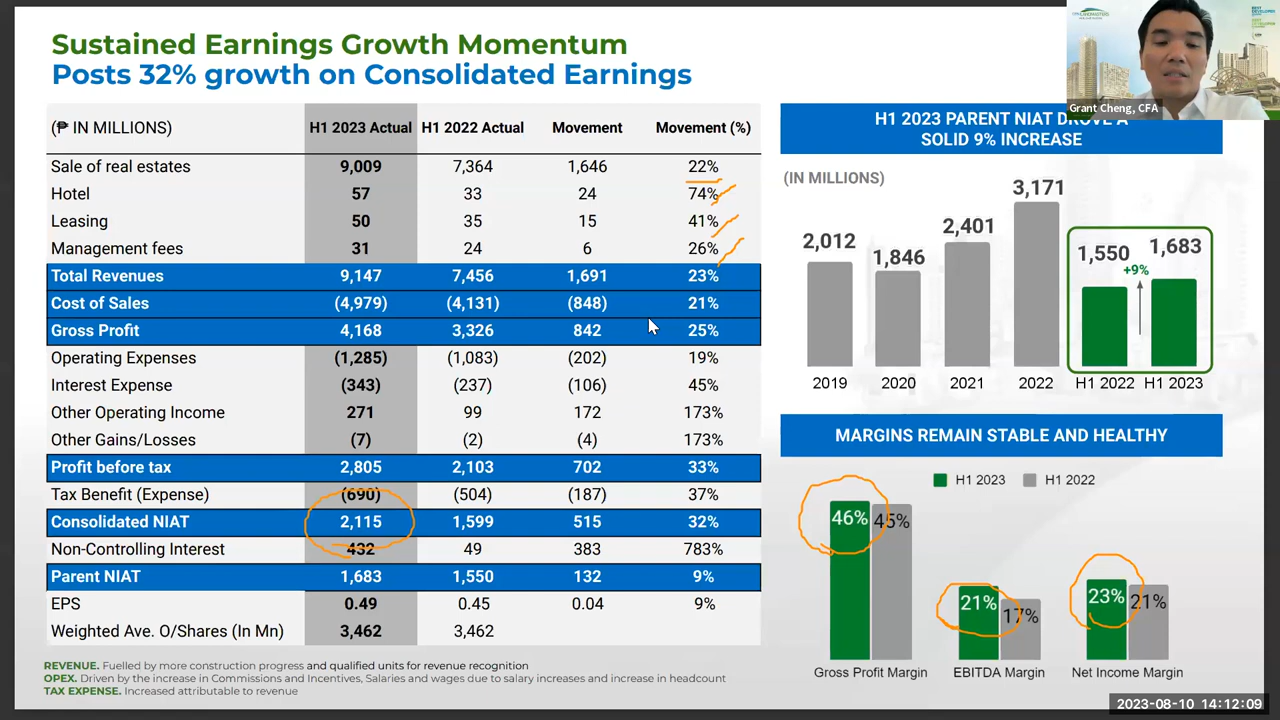 Sustained Earnings Growth Momentum
Posts 32% growth on Consolidated Earnings
(₱ IN MILLIONS) H1 2023 Actual H1 2022 Actual Movement Movement (%)
Sale of real estates 9,009 7,364 1,646 22%
Hotel 57 33 24 74%
Leasing 50 35 15 41%
Management fees 31 24 6 26%
Total Revenues 9,147 7,456 1,691 23%
Cost of Sales (4,979) (4,131) (848) 21%
Gross Profit 4,168 3,326 842 25%
Operating Expenses (1,285) (1,083) (202) 19%
Interest Expense (343) (237) (106) 45%
Other Operating Income 271 99 172 173%
Other Gains/Losses (7) (2) (4) 173%
Profit before tax 2,805 2,103 702 33%
Tax Benefit (Expense) (690) (504) (187) 37%
Consolidated NIAT 2,115 1,599 515 32%
Non-Controlling Interest 432 49 383 783%
Parent NIAT 1,683 1,550 132 9%
EPS 0.49 0.45 0.04 9%
Weighted Ave. O/Shares (In Mn) 3,462 3,462
REVENUE. Fuelled by more construction progress and qualified units for revenue recognition
OPEX. Driven by the increase in Commissions and Incentives, Salaries and wages due to salary increases and increase in headcount
TAX EXPENSE. Increased attributable to revenue
Grant Cheng, CFA
H1 2023 PARENT NIAT DROVE A
SOLID 9% INCREASE
(IN MILLIONS)
2,012 1,846 2,401 3,171 1,550 1,683
+9%
2019 2020 2021 2022 H1 2022 H1 2023
MARGINS REMAIN STABLE AND HEALTHY
H1 2023 H1 2022
46% 45% 21% 17% 23% 21%
Gross Profit Margin EBITDA Margin Net Income Margin
2023-08-10 14:12:09